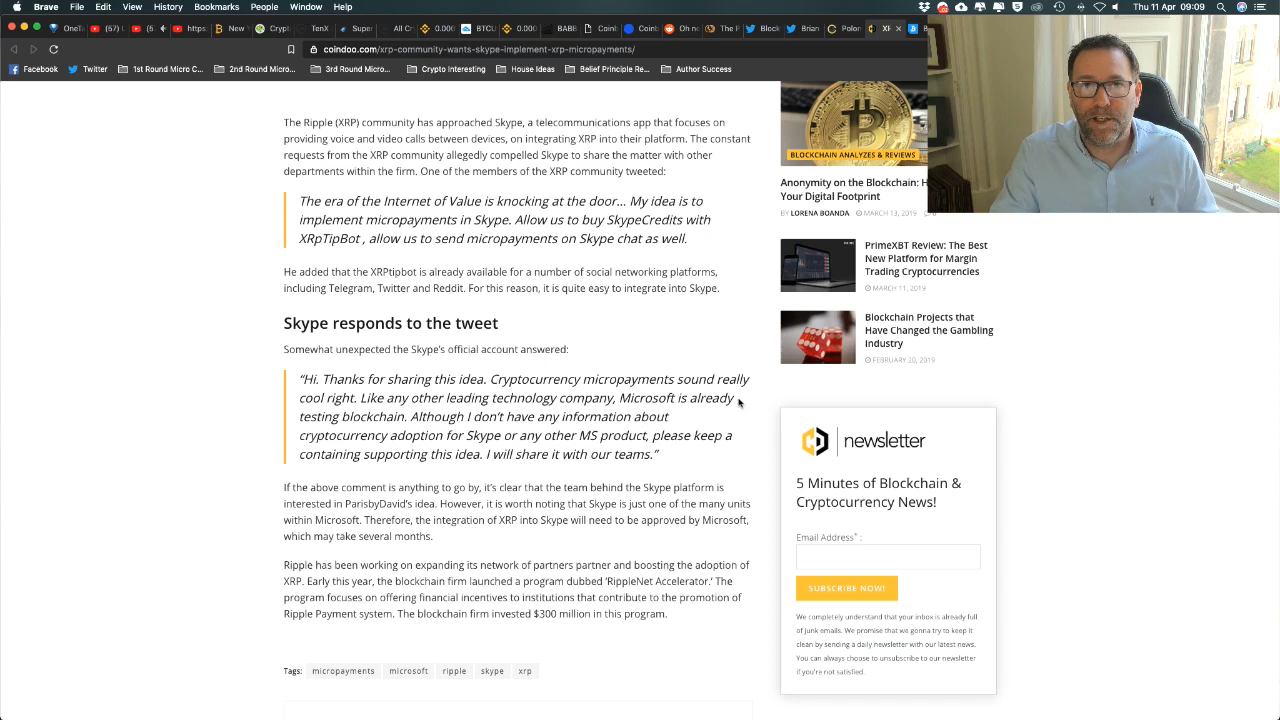 Brave File Edit View History Bookmarks People Window Help
Thu 11 Apr 09:09
OneTa (57) (5 https: N Crypt TenX Super All Cr 0.000 BTCU 0.000 BABE Coinl Coinl Oh no The P Block Brian Polon XF
coindoo.com/xrp-community-wants-skype-implement-xrp-micropayments/
Facebook Twitter 1st Round Micro C... 2nd Round Micro... 3rd Round Micro... Crypto Interesting House Ideas Belief Principle Re... Author Success
The Ripple (XRP) community has approached Skype, a telecommunications app that focuses on
providing voice and video calls between devices, on integrating XRP into their platform. The constant
requests from the XRP community allegedly compelled Skype to share the matter with other
departments within the firm. One of the members of the XRP community tweeted:
The era of the Internet of Value is knocking at the door... My idea is to
implement micropayments in Skype. Allow us to buy SkypeCredits with
XRpTipBot , allow us to send micropayments on Skype chat as well.
He added that the XRPtipbot is already available for a number of social networking platforms,
including Telegram, Twitter and Reddit. For this reason, it is quite easy to integrate into Skype.
Skype responds to the tweet
Somewhat unexpected the Skype's official account answered:
“Hi. Thanks for sharing this idea. Cryptocurrency micropayments sound really
cool right. Like any other leading technology company, Microsoft is already
testing blockchain. Although I don’t have any information about
cryptocurrency adoption for Skype or any other MS product, please keep a
containing supporting this idea. I will share it with our teams.”
If the above comment is anything to go by, it’s clear that the team behind the Skype platform is
interested in ParisbyDavid’s idea. However, it is worth noting that Skype is just one of the many units
within Microsoft. Therefore, the integration of XRP into Skype will need to be approved by Microsoft,
which may take several months.
Ripple has been working on expanding its network of partners partner and boosting the adoption of
XRP. Early this year, the blockchain firm launched a program dubbed ‘RippleNet Accelerator.’ The
program focuses on offering financial incentives to institutions that contribute to the promotion of
Ripple Payment system. The blockchain firm invested $300 million in this program.
Tags: micropayments microsoft ripple skype xrp
BLOCKCHAIN ANALYZES & REVIEWS
Anonymity on the Blockchain: H
Your Digital Footprint
BY LORENA BOANDA MARCH 13, 2019
PrimeXBT Review: The Best
New Platform for Margin
Trading Cryptocurrencies
MARCH 11, 2019
Blockchain Projects that
Have Changed the Gambling
Industry
FEBRUARY 20, 2019
newsletter
5 Minutes of Blockchain &
Cryptocurrency News!
Email Address* :
SUBSCRIBE NOW!
We completely understand that your inbox is already full
of junk emails. We promise that we gonna try to keep it
clean by sending a daily newsletter with our latest news.
You can always choose to unsubscribe to our newsletter
if you're not satisfied.